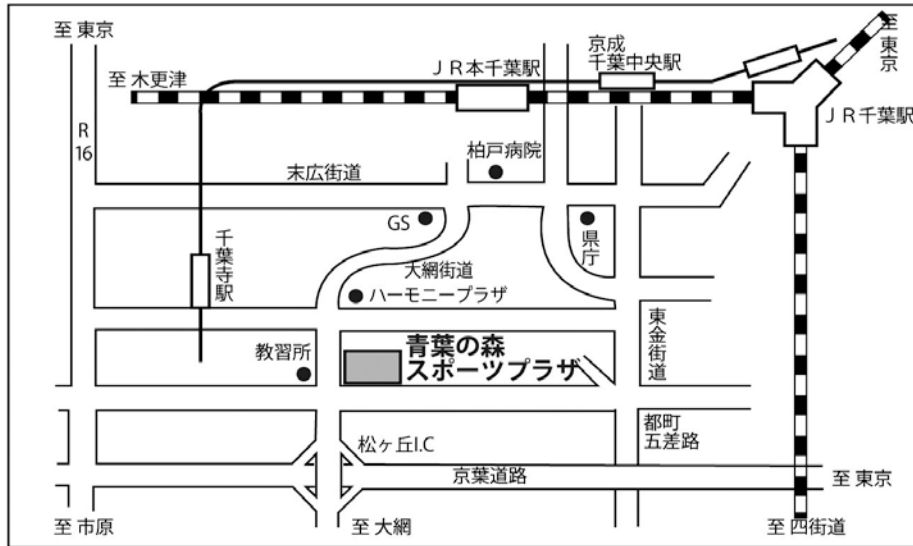 至 東京
至 木更津
ＪＲ本千葉駅
京成
千葉中央駅
至
東京
ＪＲ千葉駅
R
16
末広街道
柏戸病院
GS
県庁
千葉寺駅
大網街道
ハーモニープラザ
東金街道
教習所
青葉の森
スポーツプラザ
都町
五差路
松ヶ丘I.C
京葉道路
至 東京
至 市原
至 大網
至 四街道